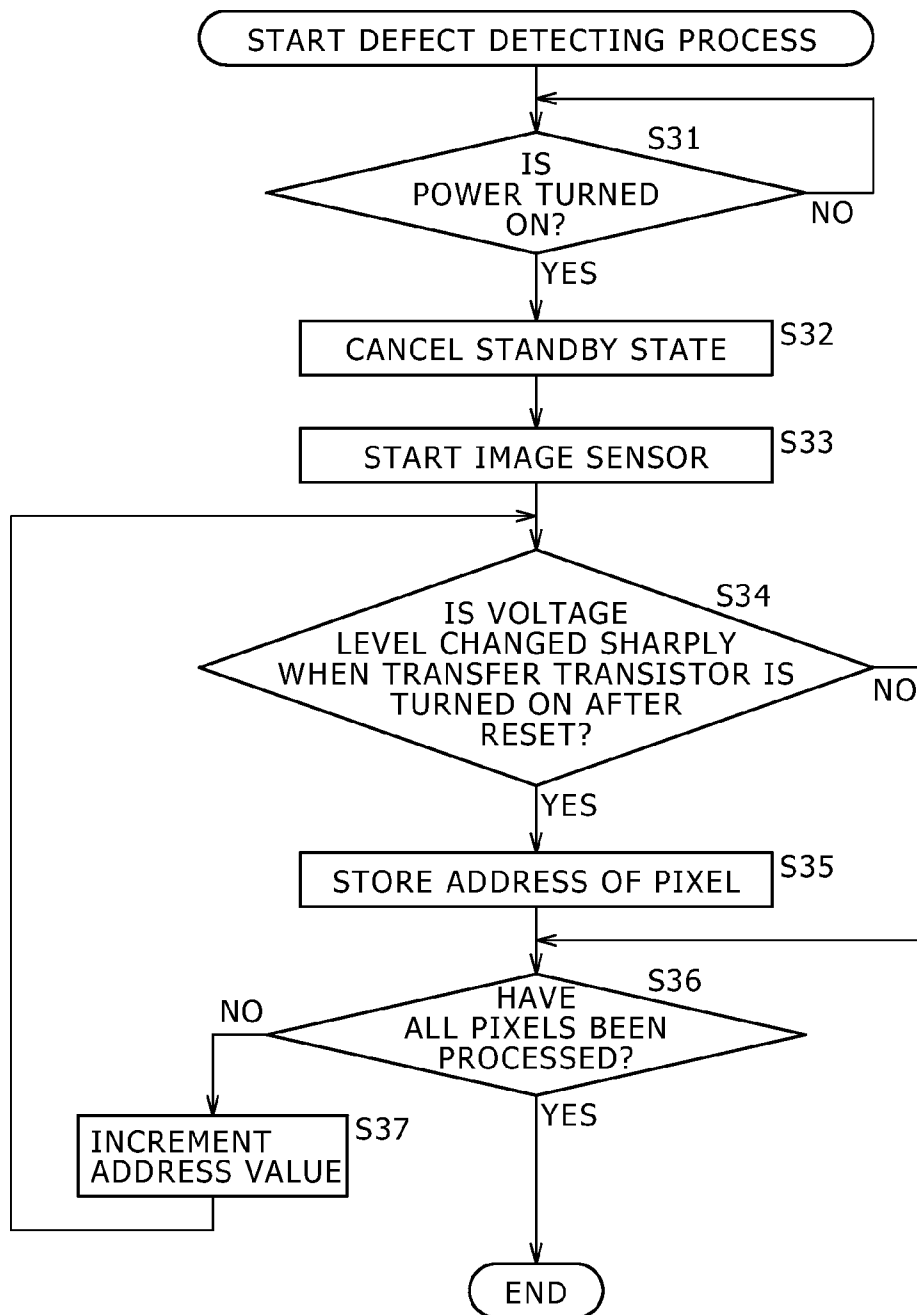 START DEFECT DETECTING PROCESS
S31
IS
POWER TURNED
ON?
NO
YES
CANCEL STANDBY STATE
S32
START IMAGE SENSOR
S33
S34
IS VOLTAGE
LEVEL CHANGED SHARPLY
WHEN TRANSFER TRANSISTOR IS
TURNED ON AFTER
RESET?
NO
YES
STORE ADDRESS OF PIXEL
S35
S36
HAVE
ALL PIXELS BEEN
PROCESSED?
NO
YES
INCREMENT
ADDRESS VALUE
S37
END